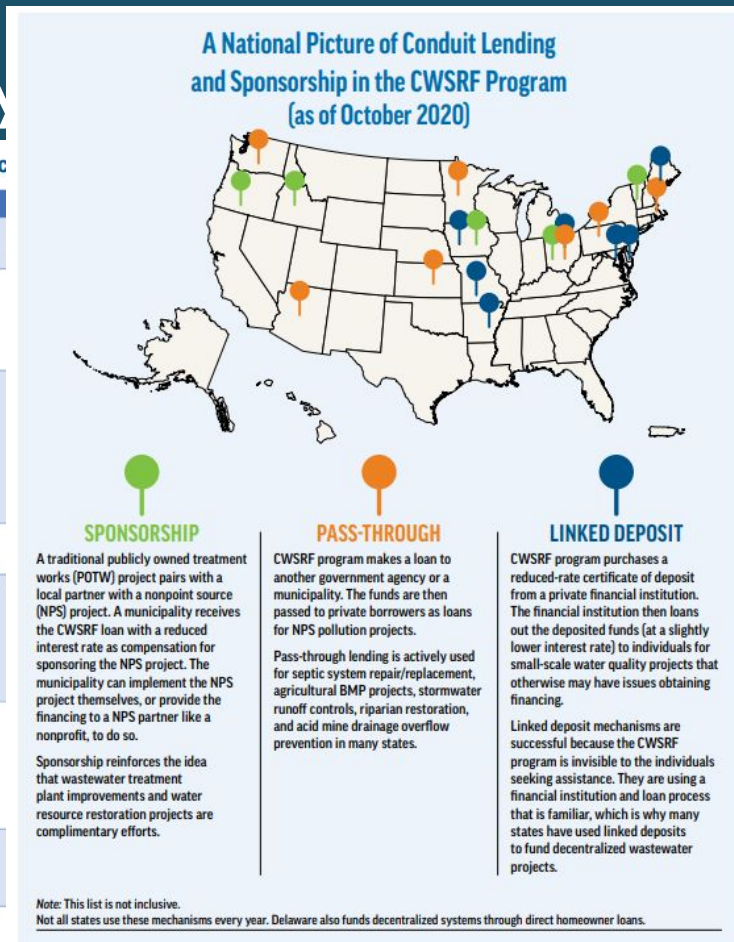 A National Picture of Conduit Lending
and Sponsorship in the CWSRF Program
(as of October 2020)
SPONSORSHIP
A traditional publicly owned treatment
works (POTW) project pairs with a
local partner with a nonpoint source
(NPS) project. A municipality receives
the CWSRF loan with a reduced
interest rate as compensation for
sponsoring the NPS project. The
municipality can implement the NPS
project themselves, or provide the
financing to a NPS partner like a
nonprofit, to do so.
Sponsorship reinforces the idea
that wastewater treatment
plant improvements and water
resource restoration projects are
complimentary efforts.
PASS-THROUGH
CWSRF program makes a loan to
another government agency or a
municipality. The funds are then
passed to private borrowers as loans
for NPS pollution projects.
Pass-through lending is actively used
for septic system repair/replacement,
agricultural BMP projects, stormwater
runoff controls, riparian restoration,
and acid mine drainage overflow
prevention in many states.
LINKED DEPOSIT
CWSRF program purchases a
reduced-rate certificate of deposit
from a private financial institution.
The financial institution then loans
out the deposited funds (at a slightly
lower interest rate) to individuals for
small-scale water quality projects that
otherwise may have issues obtaining
financing.
Linked deposit mechanisms are
successful because the CWSRF
program is invisible to the individuals
seeking assistance. They are using a
financial institution and loan process
that is familiar, which is why many
states have used linked deposits
to fund decentralized wastewater
projects.
Note: This list is not inclusive.
Not all states use these mechanisms every year. Delaware also funds decentralized systems through direct homeowner loans.